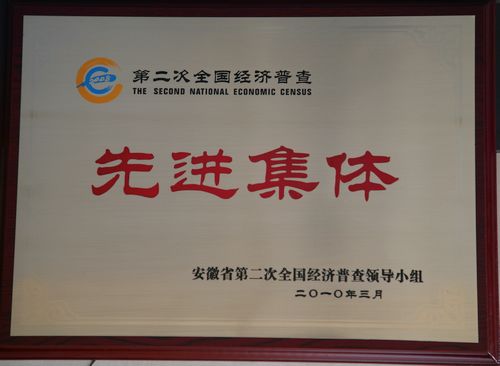 2008
第二次全国经济普查
THE SECOND NATIONAL ECONOMIC CENSUS
先进集体
安徽省第二次全国经济普查领导小组
二〇一〇年三月